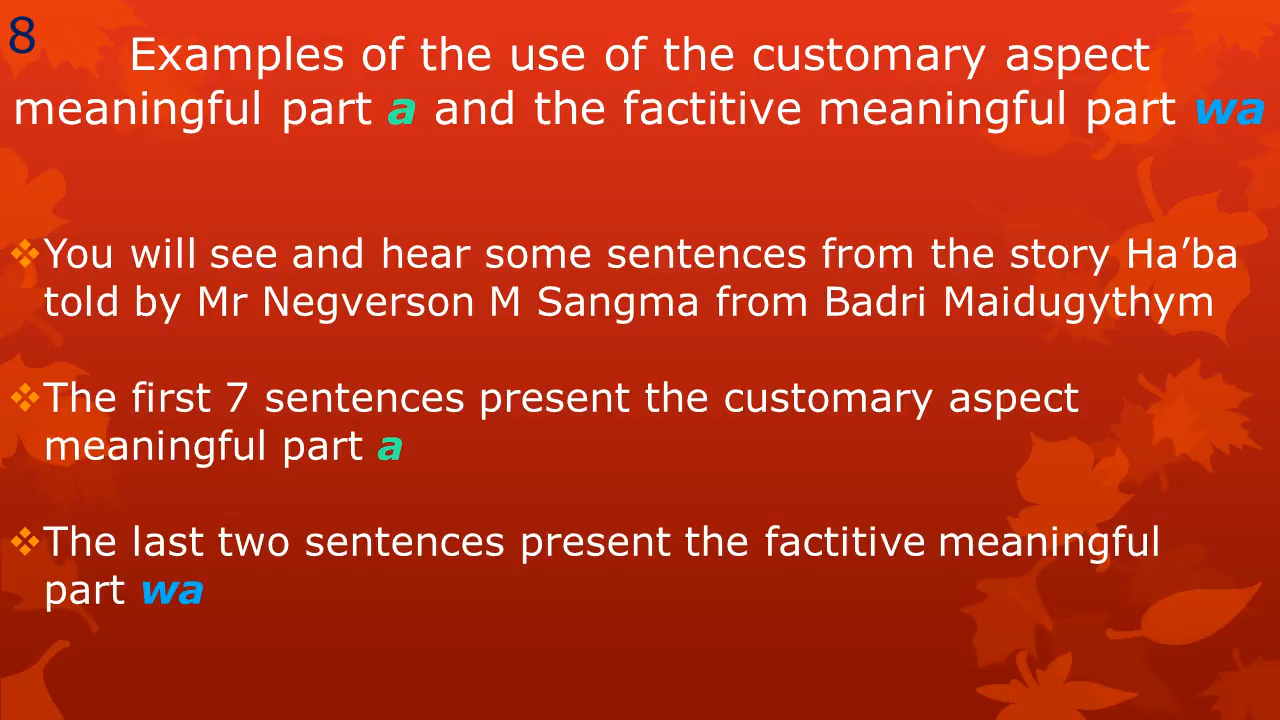 8
Examples of the use of the customary aspect
meaningful part a and the factitive meaningful part wa
❖You will see and hear some sentences from the story Ha’ba
told by Mr Negverson M Sangma from Badri Maidugythym
❖The first 7 sentences present the customary aspect
meaningful part a
❖The last two sentences present the factitive meaningful
part wa